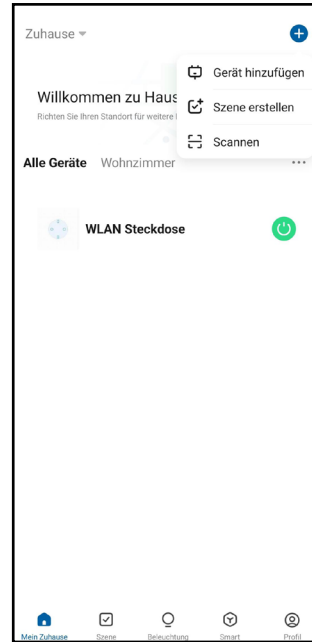 Zuhause
Gerät hinzufügen
Willkommen zu Haus
Szene erstellen
Richten Sie Ihren Standort für weitere
Scannen
Alle Geräte Wohnzimmer
WLAN Steckdose
Mein Zuhause Szene Beleuchtung Smart Profil